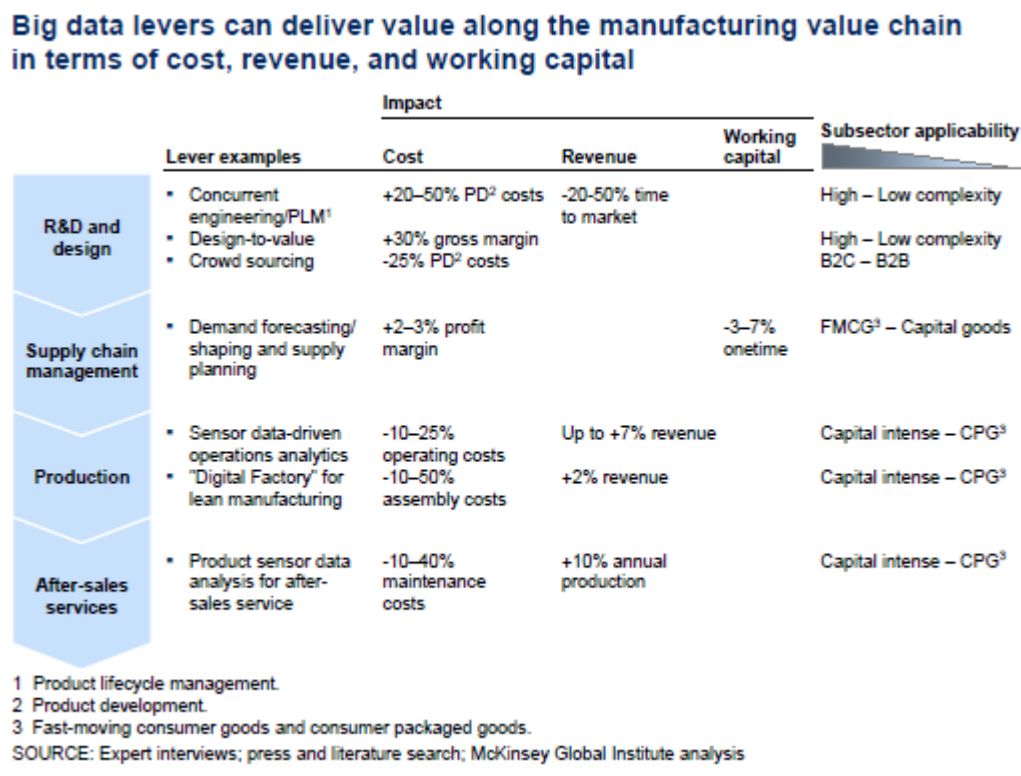 Big data levers can deliver value along the manufacturing value chain
in terms of cost, revenue, and working capital
Impact
Lever examples
Cost
Revenue
Working
capital
Subsector applicability
R&D and
design
▪ Concurrent
engineering/PLM¹
+20–50% PD² costs
-20-50% time
to market
High – Low complexity
▪ Design-to-value
+30% gross margin
High – Low complexity
▪ Crowd sourcing
-25% PD² costs
B2C – B2B
Supply chain
management
▪ Demand forecasting/
shaping and supply
planning
+2–3% profit
margin
-3–7%
onetime
FMCG³ – Capital goods
Production
▪ Sensor data-driven
operations analytics
-10–25%
operating costs
Up to +7% revenue
Capital intense – CPG³
▪ "Digital Factory" for
lean manufacturing
-10–50%
assembly costs
+2% revenue
Capital intense – CPG³
After-sales
services
▪ Product sensor data
analysis for after-
sales service
-10–40%
maintenance
costs
+10% annual
production
Capital intense – CPG³
1 Product lifecycle management.
2 Product development.
3 Fast-moving consumer goods and consumer packaged goods.
SOURCE: Expert interviews; press and literature search; McKinsey Global Institute analysis